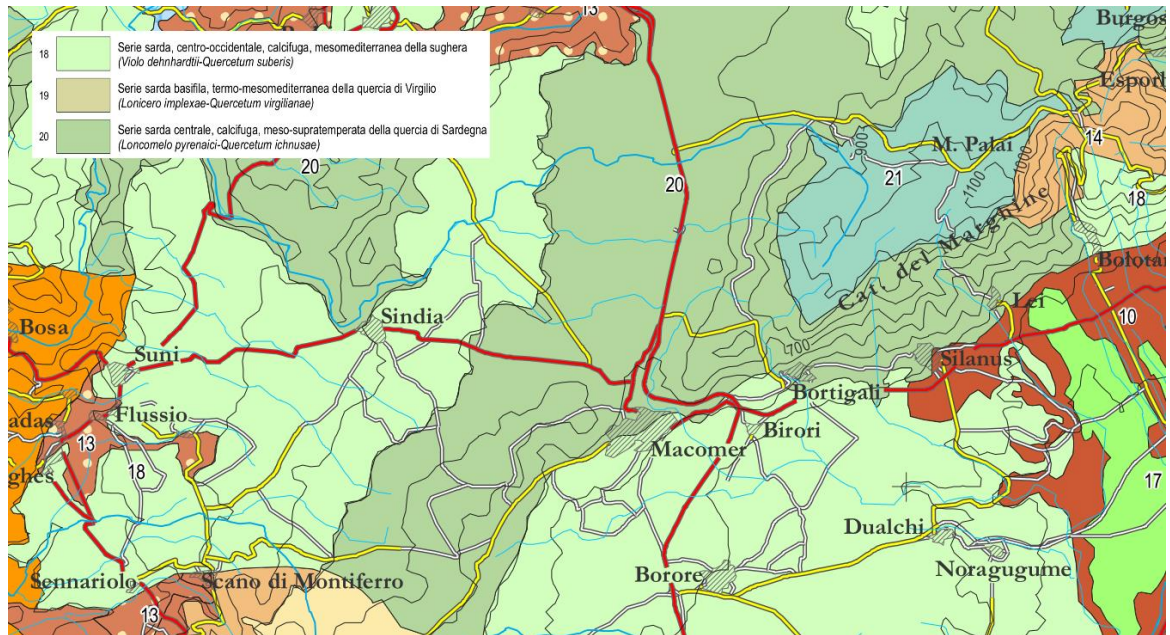 13
Burgos
18 Serie sarda, centro-occidentale, calcifuga, mesomediterranea della sughera
(Violo dehnhardtii-Quercetum suberis)
19 Serie sarda basifila, termo-mesomediterranea della quercia di Virgilio
(Lonicero implexae-Quercetum virgilianae)
20 Serie sarda centrale, calcifuga, meso-supratemperata della quercia di Sardegna
(Loncomelo pyrenaici-Quercetum ichnusae)
Esporl
14
900
M. Palai
20
20
21
1100
1000
18
Cat. del Marghine
Bolotan
Lei
Bosa
Sindia
10
Suni
700
Silanus
Bortigali
adas
Flussio
Birori
13
Macomer
ghes
18
17
Dualchi
Noragugume
Sennariolo
Scano di Montiferro
Borore
13